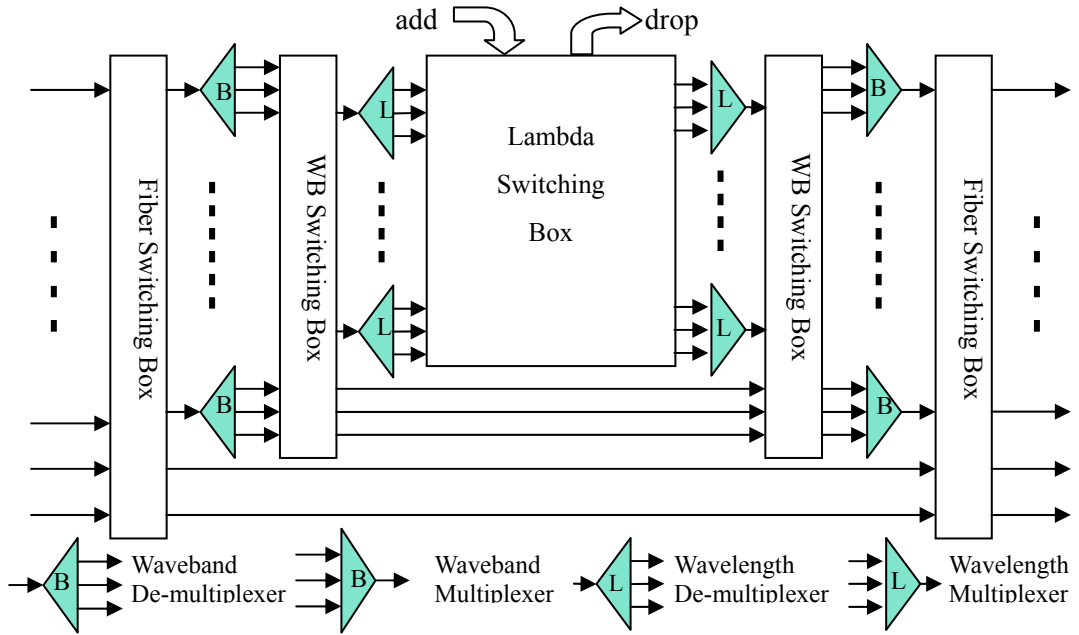 add
drop
Fiber Switching Box
B
B
WB Switching Box
L
L
Lambda
Switching
Box
L
L
WB Switching Box
B
B
Fiber Switching Box
B
Waveband
De-multiplexer
B
Waveband
Multiplexer
L
Wavelength
De-multiplexer
L
Wavelength
Multiplexer